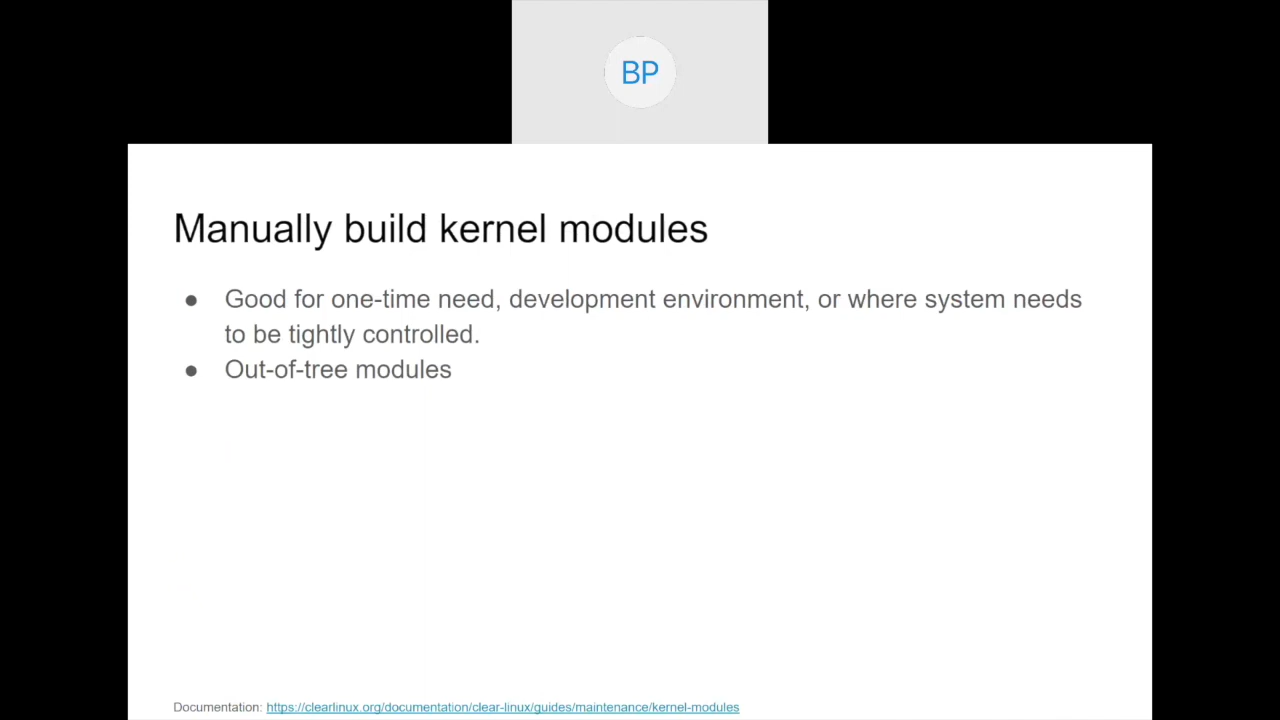 BP
Manually build kernel modules
● Good for one-time need, development environment, or where system needs
to be tightly controlled.
● Out-of-tree modules
Documentation: https://clearlinux.org/documentation/clear-linux/guides/maintenance/kernel-modules